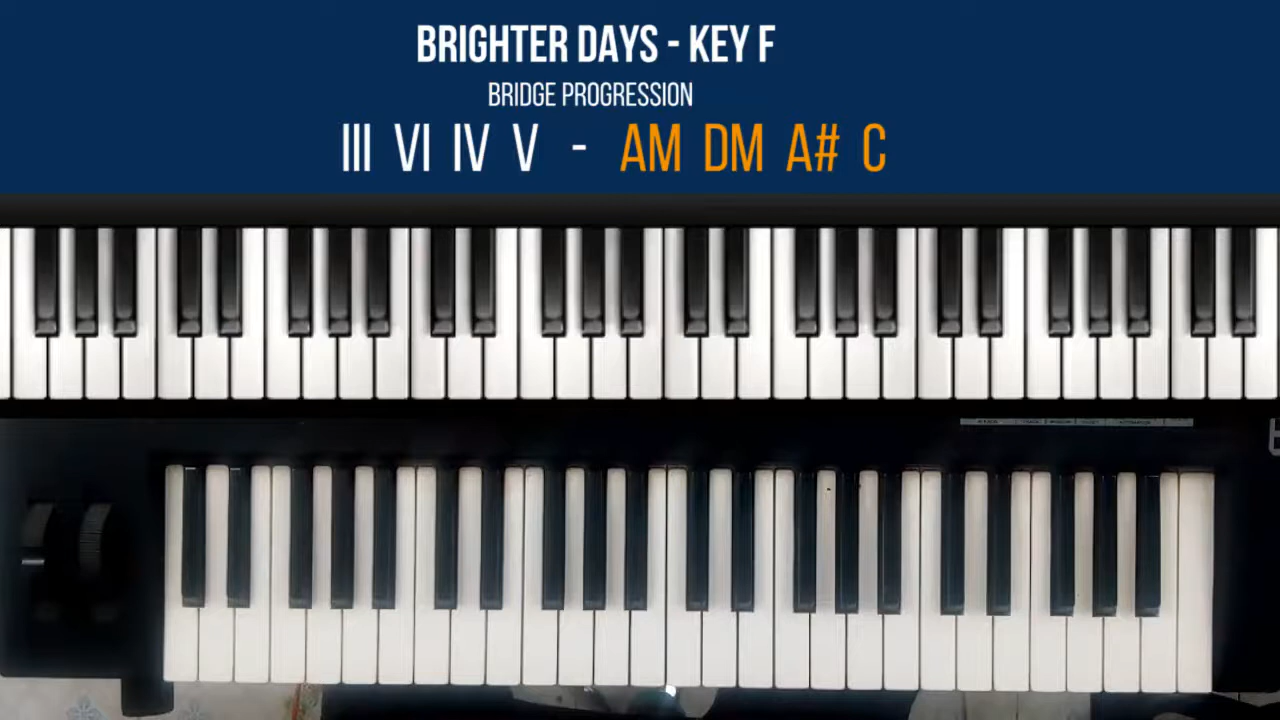 BRIGHTER DAYS - KEY F
BRIDGE PROGRESSION
III VI IV V - AM DM A# C